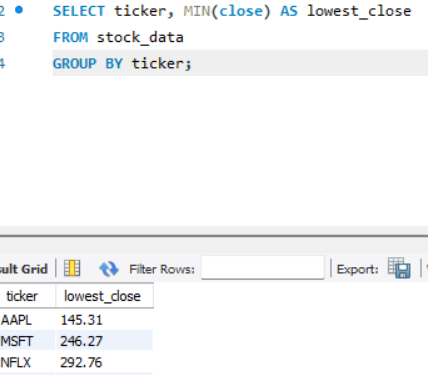 2 SELECT ticker, MIN(close) AS lowest_close
3 FROM stock_data
4 GROUP BY ticker;
sult Grid Filter Rows: Export:
ticker lowest_close
AAPL 145.31
MSFT 246.27
NFLX 292.76